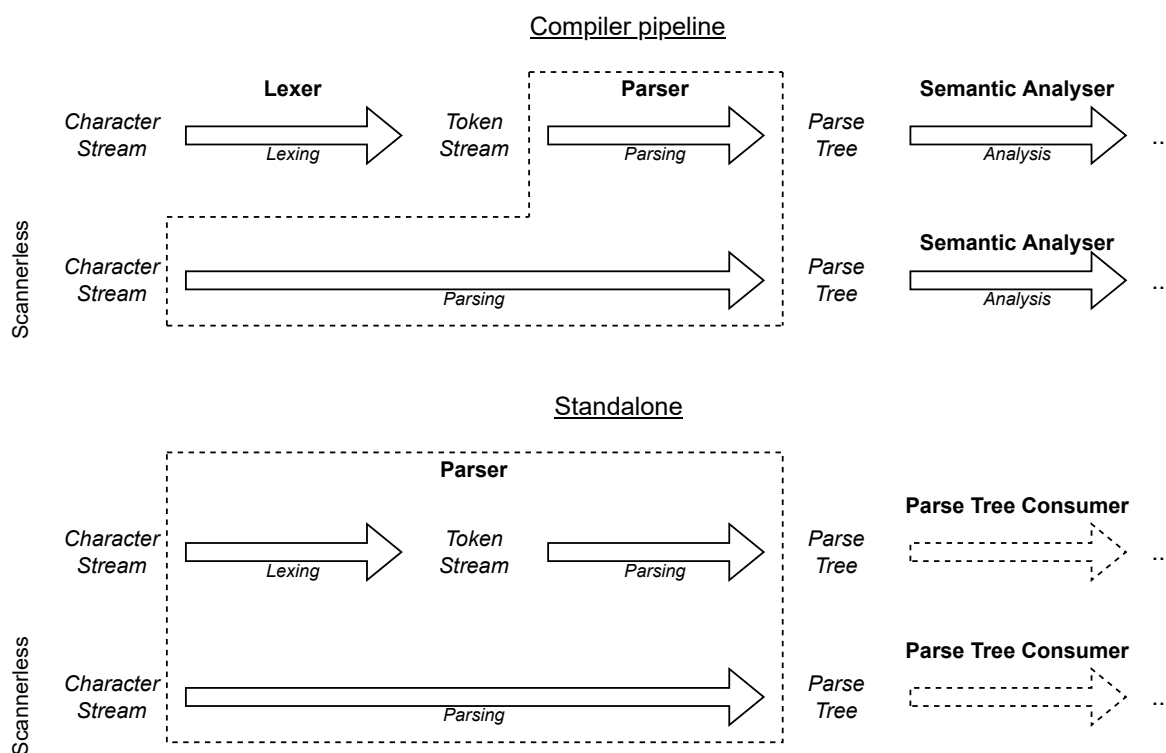 Compiler pipeline
Lexer
Parser
Semantic Analyser
Character
Stream
Lexing
Token
Stream
Parsing
Parse
Tree
Analysis
..
Scannerless
Character
Stream
Parsing
Parse
Tree
Semantic Analyser
Analysis
..
Standalone
Parser
Character
Stream
Lexing
Token
Stream
Parsing
Parse
Tree
Parse Tree Consumer
..
Scannerless
Character
Stream
Parsing
Parse
Tree
Parse Tree Consumer
..